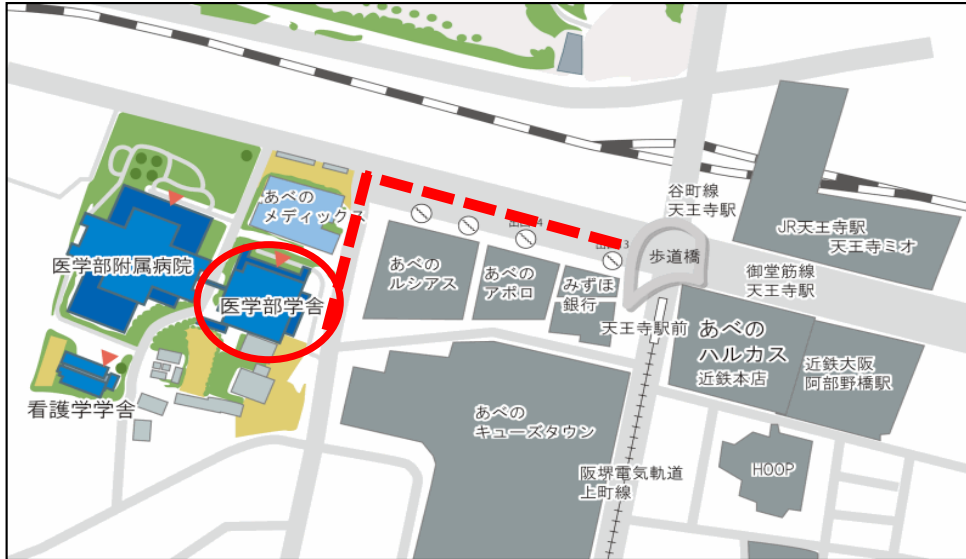 谷町線
天王寺駅
JR天王寺駅
天王寺ミオ
あべの
メディックス
医学部附属病院
医学部学舎
看護学学舎
あべの
ルシアス
あべの
アポロ
みずほ
銀行
歩道橋
御堂筋線
天王寺駅
天王寺駅前
あべの
ハルカス
近鉄本店
近鉄大阪
阿部野橋駅
あべの
キューズタウン
阪堺電気軌道
上町線
HOOP